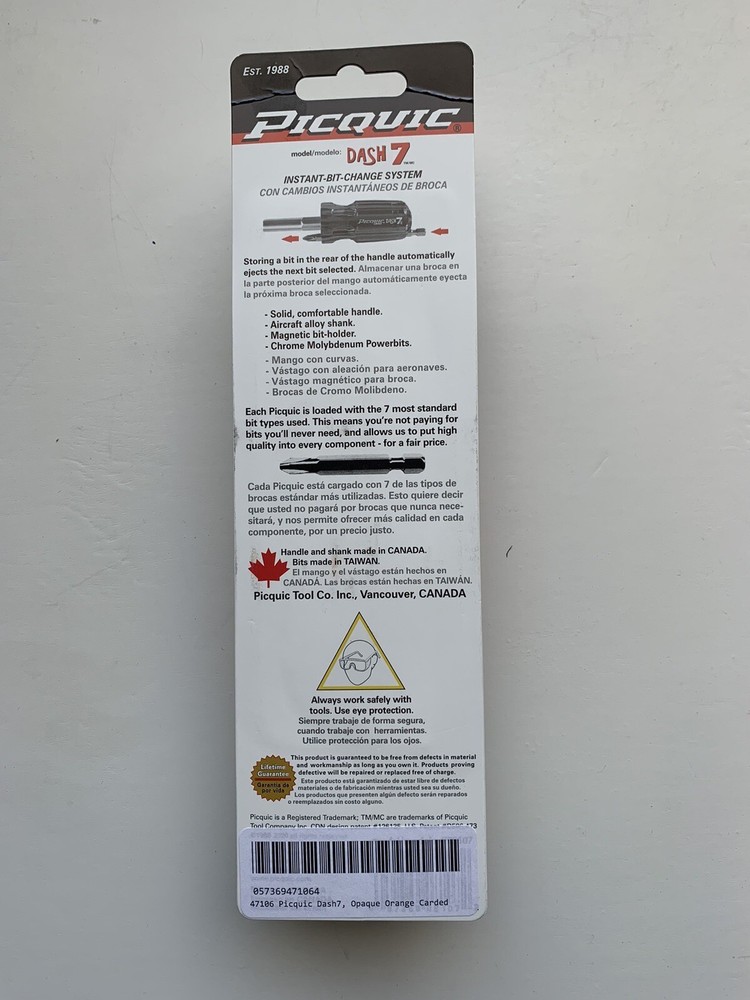 EST. 1988
PICQUIC®
model/modelo: DASH 7
INSTANT-BIT-CHANGE SYSTEM
CON CAMBIOS INSTANTÁNEOS DE BROCA
PICQUIC DASH 7
Storing a bit in the rear of the handle automatically
ejects the next bit selected. Almacenar una broca en
la parte posterior del mango automáticamente eyecta
la próxima broca seleccionada.
- Solid, comfortable handle.
- Aircraft alloy shank.
- Magnetic bit-holder.
- Chrome Molybdenum Powerbits.
- Mango con curvas.
- Vástago con aleación para aeronaves.
- Vástago magnético para broca.
- Brocas de Cromo Molibdeno.
Each Picquic is loaded with the 7 most standard
bit types used. This means you're not paying for
bits you'll never need, and allows us to put high
quality into every component - for a fair price.
Cada Picquic está cargado con 7 de las tipos de
brocas estándar más utilizadas. Esto quiere decir
que usted no pagará por brocas que nunca nece-
sitará, y nos permite ofrecer más calidad en cada
componente, por un precio justo.
Handle and shank made in CANADA.
Bits made in TAIWAN.
El mango y el vástago están hechos en
CANADÁ. Las brocas están hechas en TAIWÁN.
Picquic Tool Co. Inc., Vancouver, CANADA
Always work safely with
tools. Use eye protection.
Siempre trabaje de forma segura,
cuando trabaje con herramientas.
Utilice protección para los ojos.
Lifetime
Guarantee
Garantía de
por vida
This product is guaranteed to be free from defects in material
and workmanship as long as you own it. Products proving
defective will be repaired or replaced free of charge.
Este producto está garantizado de estar libre de defectos
materiales o de fabricación mientras usted sea su dueño.
Los productos que presenten algún defecto serán reparados
o reemplazados sin costo alguno.
Picquic is a Registered Trademark; TM/MC are trademarks of Picquic
Tool Company Inc. CDN design patent
057369471064
47106 Picquic Dash7, Opaque Orange Carded